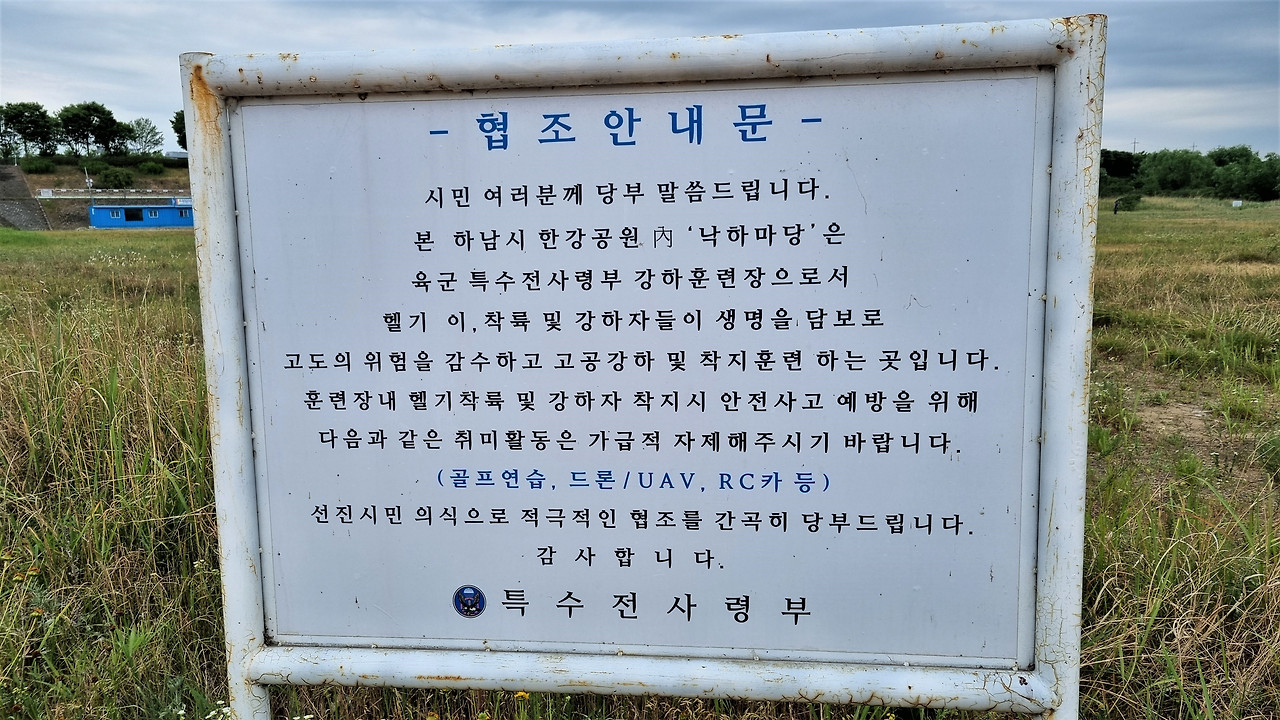 - 협조안내문 -
시민 여러분께 당부 말씀드립니다.
본 하남시 한강공원 內 '낙하마당'은
육군 특수전사령부 강하훈련장으로서
헬기 이,착륙 및 강하자들이 생명을 담보로
고도의 위험을 감수하고 고공강하 및 착지훈련 하는 곳입니다.
훈련장내 헬기착륙 및 강하자 착지시 안전사고 예방을 위해
다음과 같은 취미활동은 가급적 자제해주시기 바랍니다.
(골프연습, 드론/UAV, RC카 등)
선진시민 의식으로 적극적인 협조를 간곡히 당부드립니다.
감사합니다.
특수전사령부